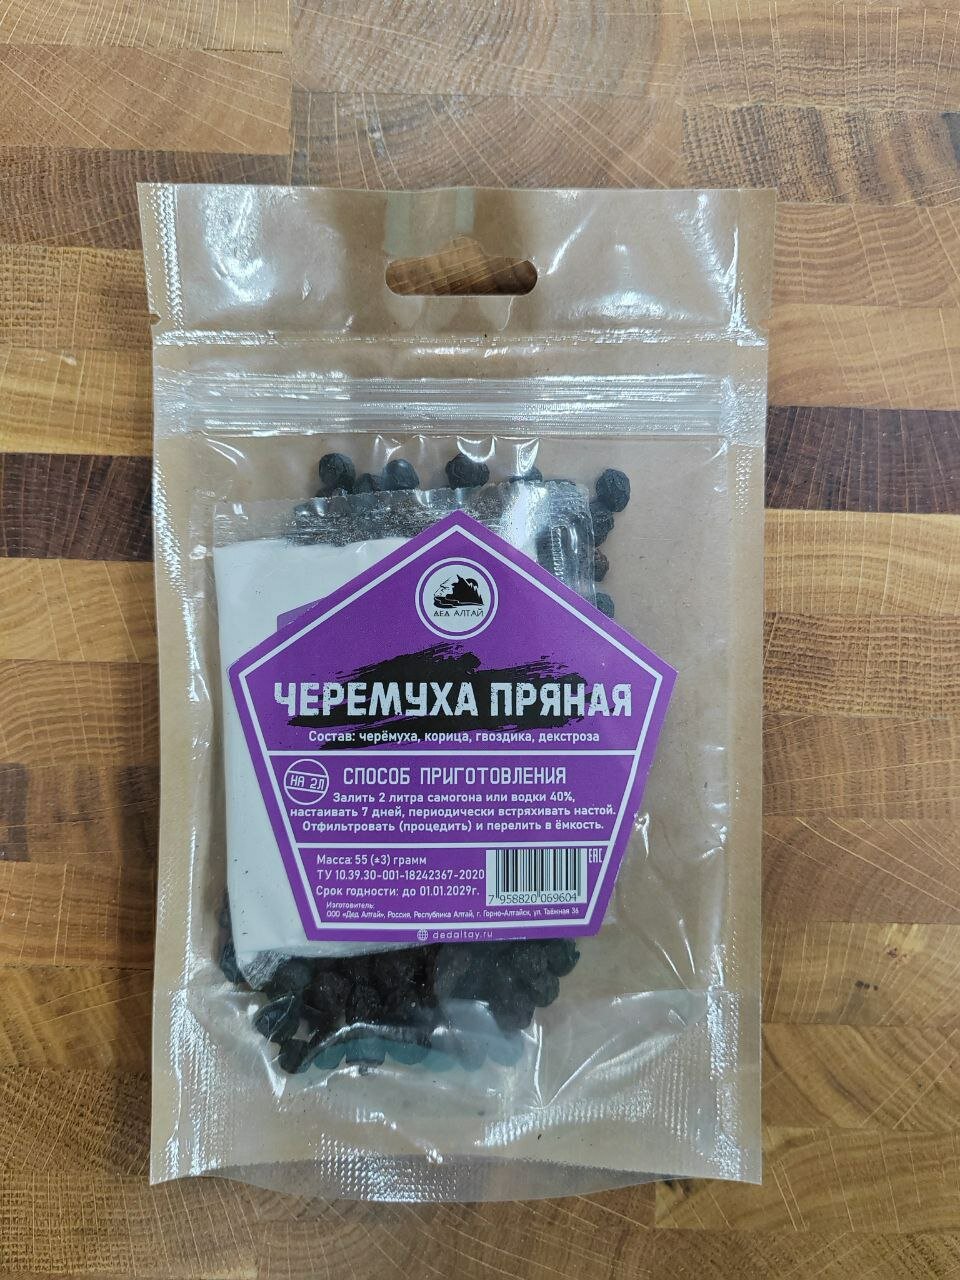 ДЕД АЛТАЙ
ЧЕРЕМУХА ПРЯНАЯ
Состав: черёмуха, корица, гвоздика, декстроза
НА 2Л
СПОСОБ ПРИГОТОВЛЕНИЯ
Залить 2 литра самогона или водки 40%,
настаивать 7 дней, периодически встряхивать настой.
Отфильтровать (процедить) и перелить в ёмкость.
Масса: 55 (±3) грамм
ТУ 10.39.30-001-18242367-2020
Срок годности: до 01.01.2029г.
Изготовитель:
ООО «Дед Алтай», Россия, Республика Алтай, г. Горно-Алтайск, ул. Таёжная 36
EAC
7 958820 069604
dedaltay.ru